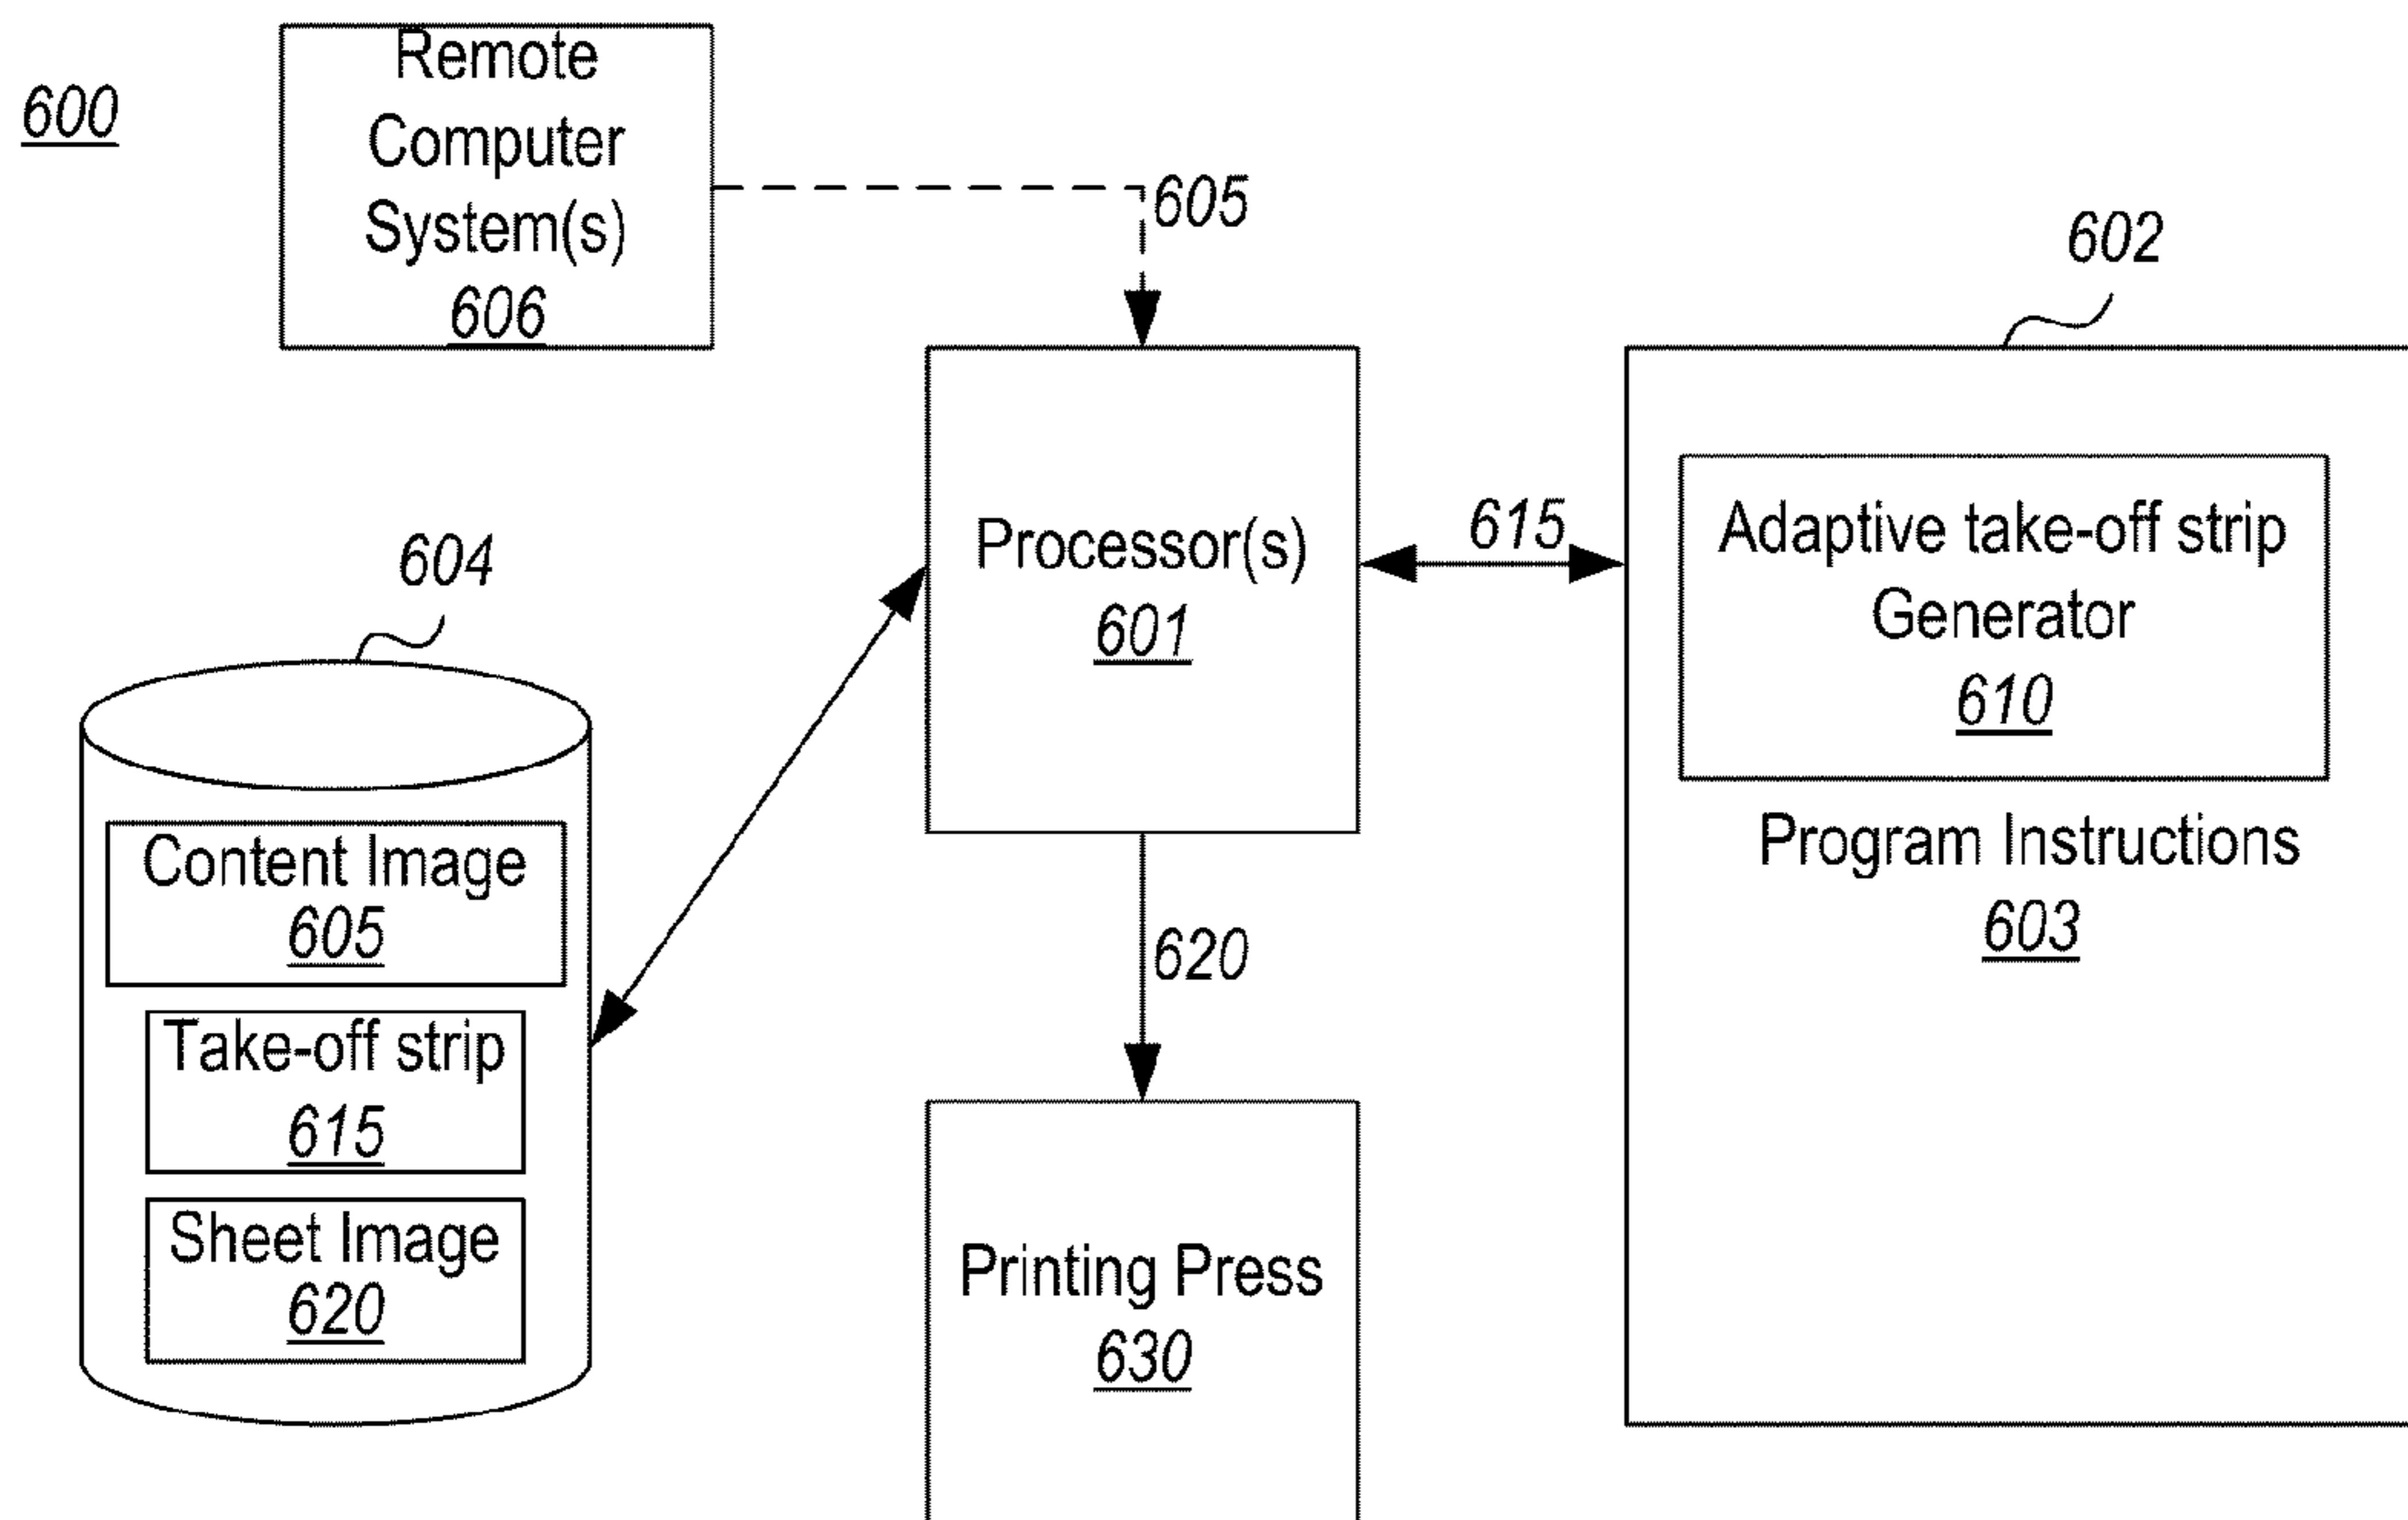 600
Remote
Computer
System(s)
606
605
602
Processor(s)
601
615
Adaptive take-off strip
Generator
610
Program Instructions
603
604
Content Image
605
Take-off strip
615
Sheet Image
620
620
Printing Press
630